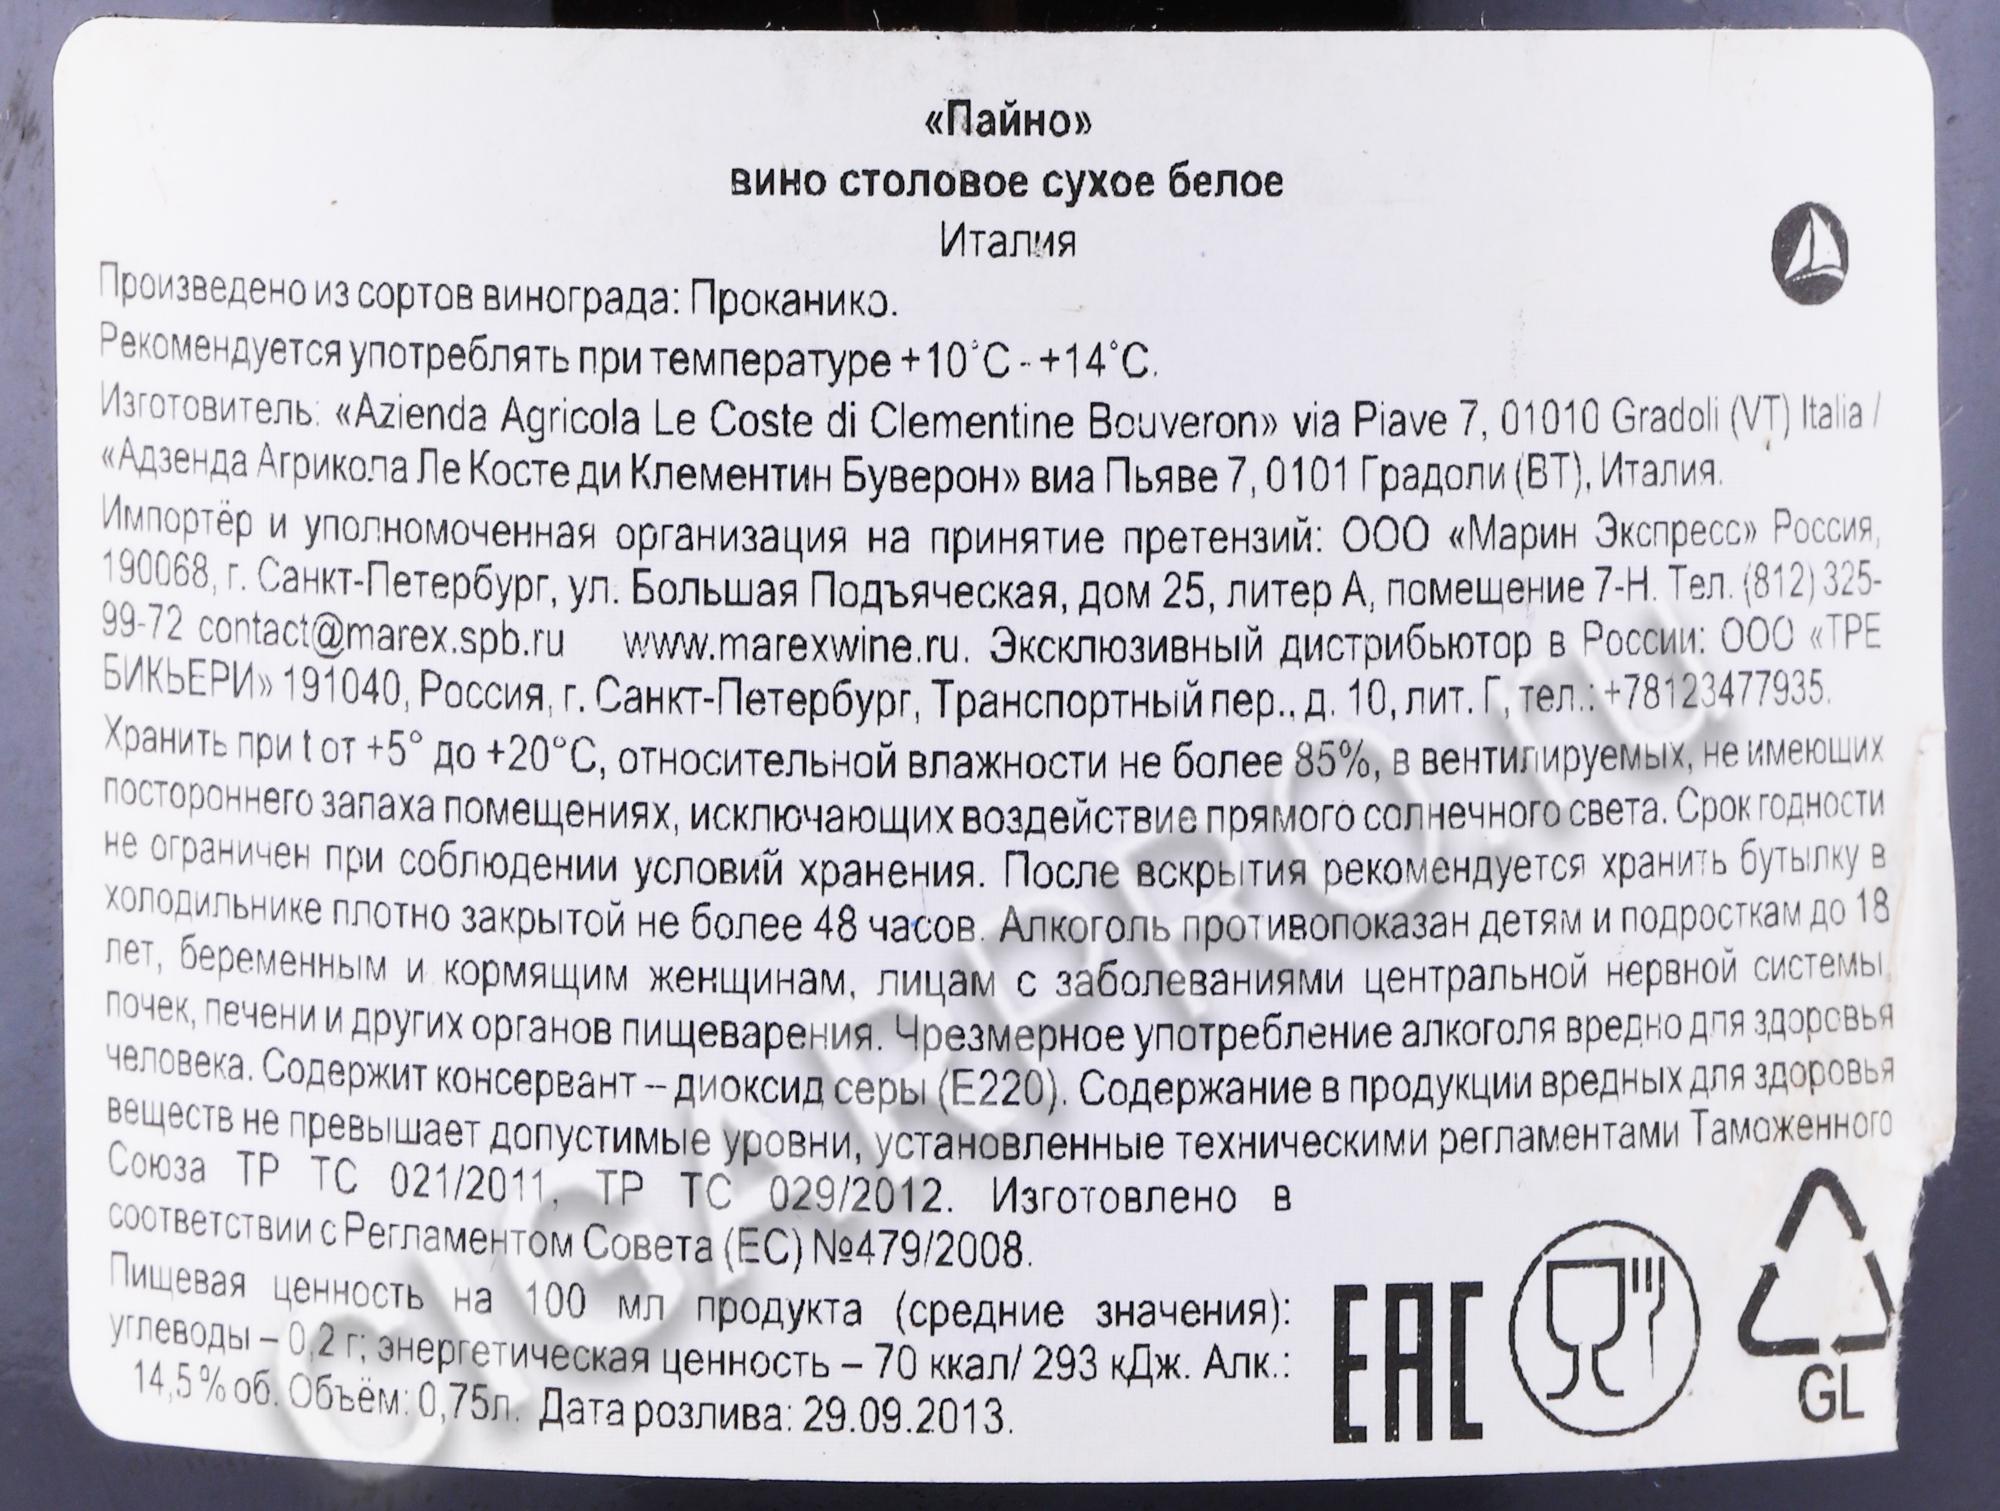 «Пайно»
вино столовое сухое белое
Италия
Произведено из сортов винограда: Проканико.
Рекомендуется употреблять при температуре +10°С - +14°С.
Изготовитель: «Azienda Agricola Le Coste di Clementine Bouveron» via Piave 7, 01010 Gradoli (VT) Italia /
«Адзенда Агрикола Ле Косте ди Клементин Буверон» виа Пьяве 7, 0101 Градоли (ВТ), Италия.
Импортёр и уполномоченная организация на принятие претензий: ООО «Марин Экспресс» Россия,
190068, г. Санкт-Петербург, ул. Большая Подъяческая, дом 25, литер А, помещение 7-Н. Тел. (812) 325-
99-72 contact@marex.spb.ru www.marexwine.ru. Эксклюзивный дистрибьютор в России: ООО «ТРЕ
БИКЬЕРИ» 191040, Россия, г. Санкт-Петербург, Транспортный пер., д. 10, лит. Г, тел.: +78123477935.
Хранить при t от +5° до +20°С, относительной влажности не более 85%, в вентилируемых, не имеющих
постороннего запаха помещениях, исключающих воздействие прямого солнечного света. Срок годности
не ограничен при соблюдении условий хранения. После вскрытия рекомендуется хранить бутылку в
холодильнике плотно закрытой не более 48 часов. Алкоголь противопоказан детям и подросткам до 18
лет, беременным и кормящим женщинам, лицам с заболеваниями центральной нервной системы,
почек, печени и других органов пищеварения. Чрезмерное употребление алкоголя вредно для здоровья
человека. Содержит консервант – диоксид серы (Е220). Содержание в продукции вредных для здоровья
веществ не превышает допустимые уровни, установленные техническими регламентами Таможенного
Союза ТР ТС 021/2011, ТР ТС 029/2012. Изготовлено в
соответствии с Регламентом Совета (ЕС) №479/2008.
Пищевая ценность на 100 мл продукта (средние значения):
углеводы – 0,2 г; энергетическая ценность – 70 ккал/ 293 кДж. Алк.:
14,5 % об. Объём: 0,75л. Дата розлива: 29.09.2013.
EAC
GL
CIGARPRO.ru